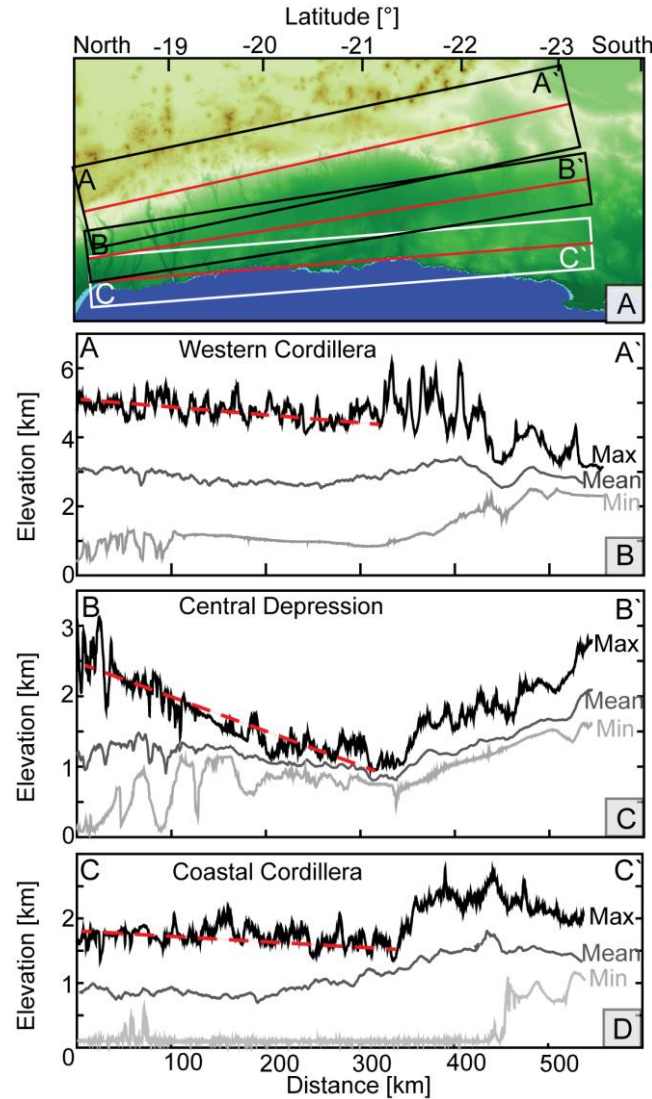 Latitude [°]
North -19 -20 -21 -22 -23 South
A`
A
B`
B
C`
C
A
A Western Cordillera A`
6
4
2
0
Elevation [km]
Max
Mean
Min
B
B Central Depression B`
3
2
1
0
Elevation [km]
Max
Mean
Min
C
C Coastal Cordillera C`
2
1
0
Elevation [km]
Max
Mean
Min
D
0 100 200 300 400 500
Distance [km]